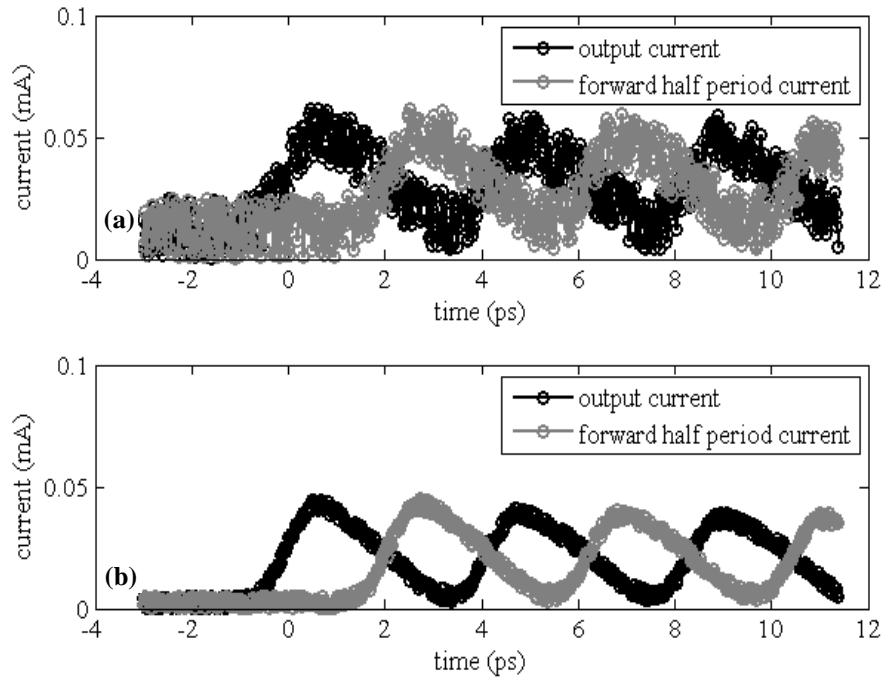 0.1
output current
forward half period current
0.05
current (mA)
(a)
0
-4
-2
0
2
4
6
8
10
12
time (ps)
0.1
output current
forward half period current
0.05
current (mA)
(b)
0
-4
-2
0
2
4
6
8
10
12
time (ps)